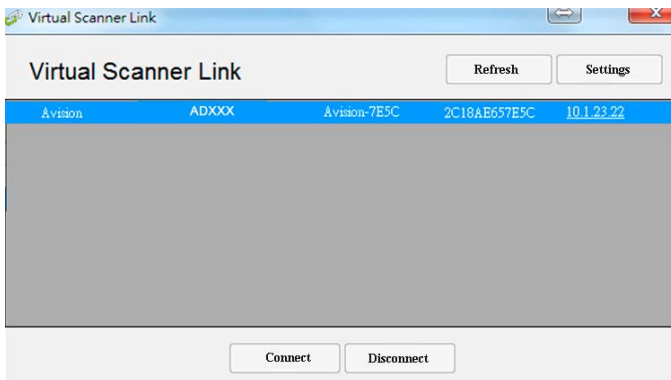 Virtual Scanner Link
Virtual Scanner Link Refresh Settings
Avision ADXXX Avision-7E5C 2C18AE657E5C 10.1.23.22
Connect Disconnect